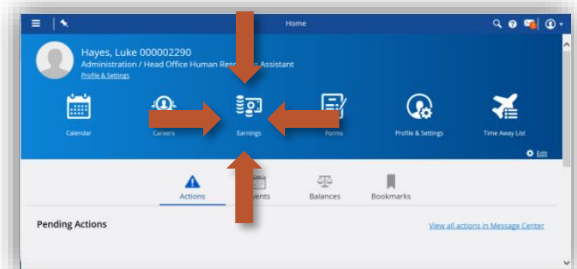 Home
Hayes, Luke 000002290
Administration / Head Office Human Assistant
Profile & Settings
Calendar
Careers
Earnings
Forms
Profile & Settings
Time Away List
Edit
Actions
Balances
Bookmarks
Pending Actions
View all actions in Message Center